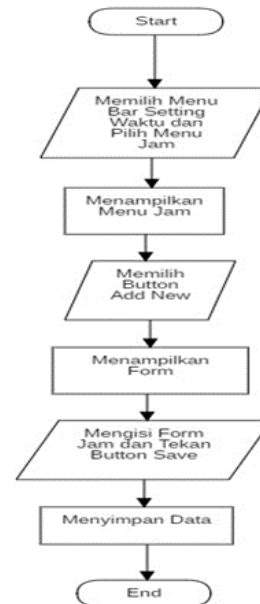 Start
Memilih Menu
Bar Setting
Waktu dan
Pilih Menu
Jam
Menampilkan
Menu Jam
Memilih
Button
Add New
Menampilkan
Form
Mengisi Form
Jam dan Tekan
Button Save
Menyimpan Data
End